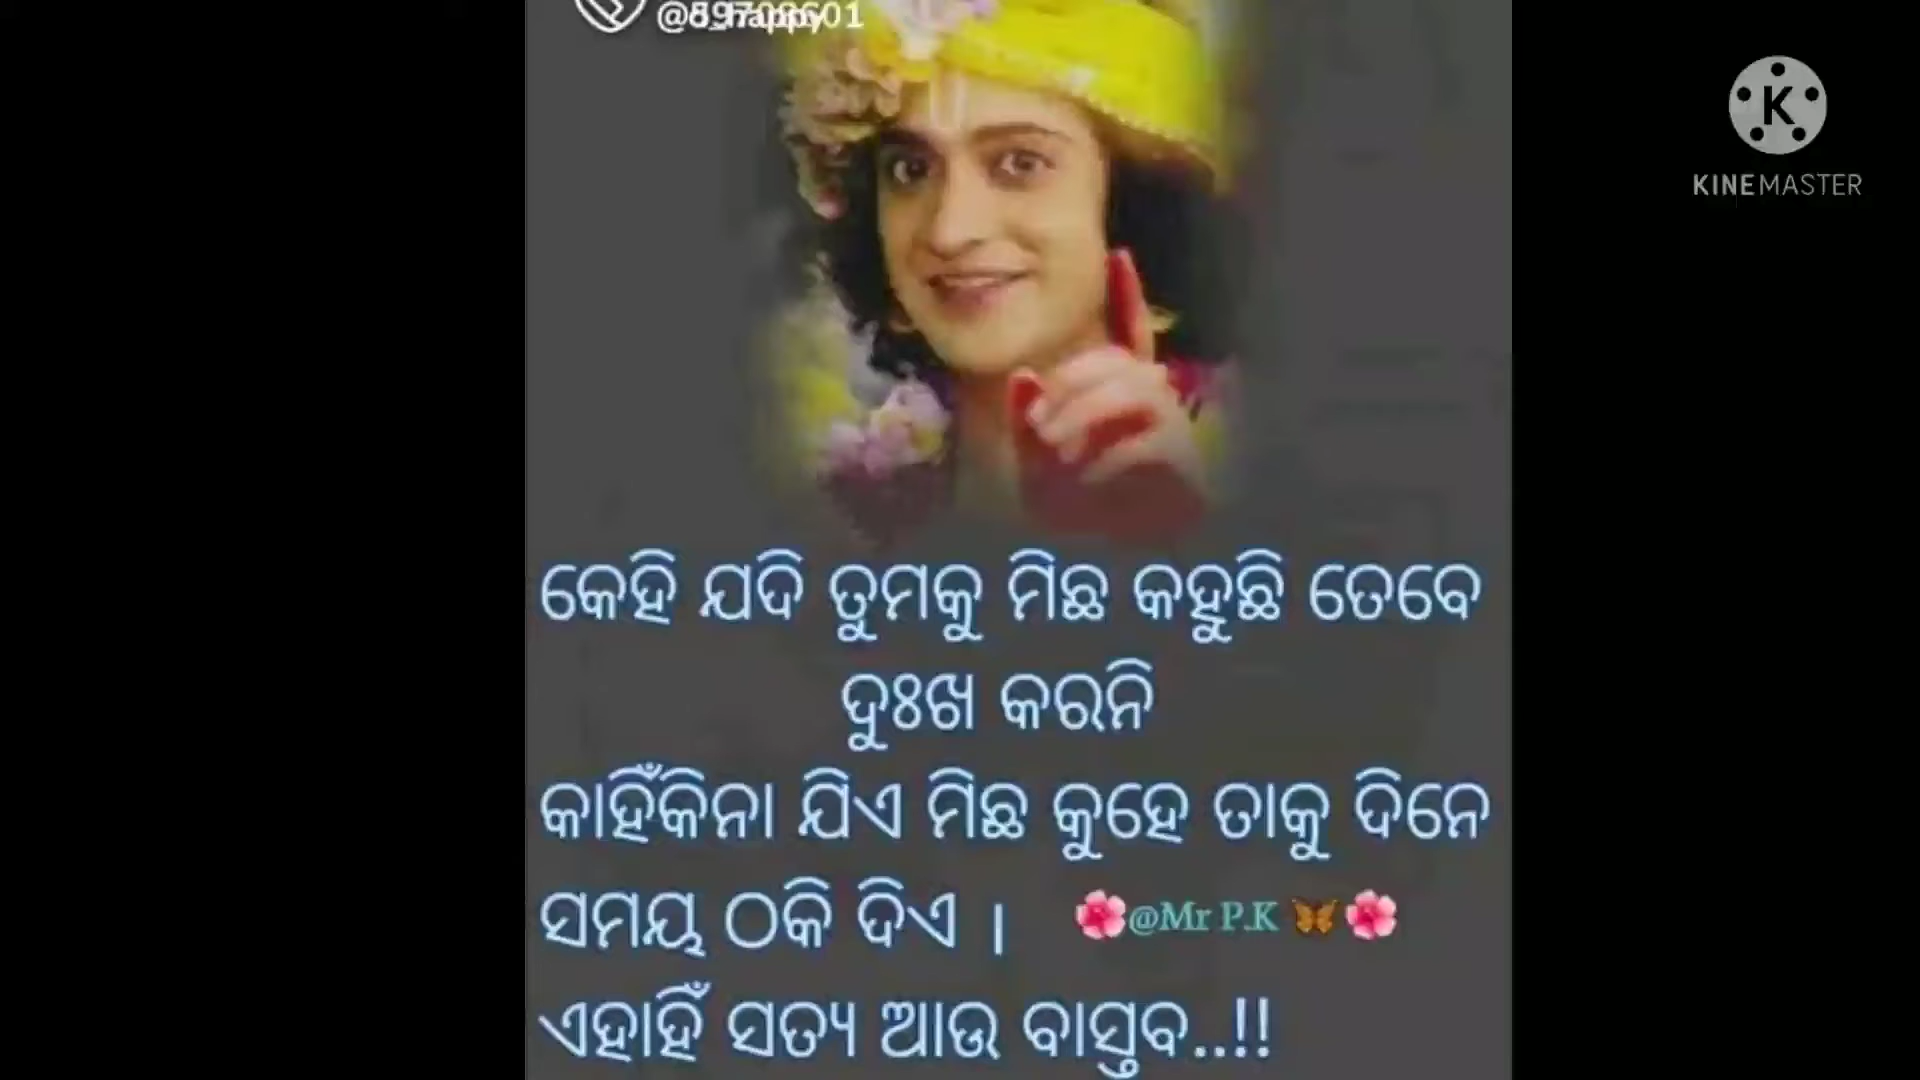 KINEMASTER
କେହି ଯଦି ତୁମକୁ ମିଛ କହୁଛି ତେବେ
ଦୁଃଖ କରନି
କାହିଁକିନା ଯିଏ ମିଛ କୁହେ ତାକୁ ଦିନେ
ସମୟ ଠକି ଦିଏ ।
@Mr P.K
ଏହାହିଁ ସତ୍ୟ ଆଉ ବାସ୍ତବ..!!